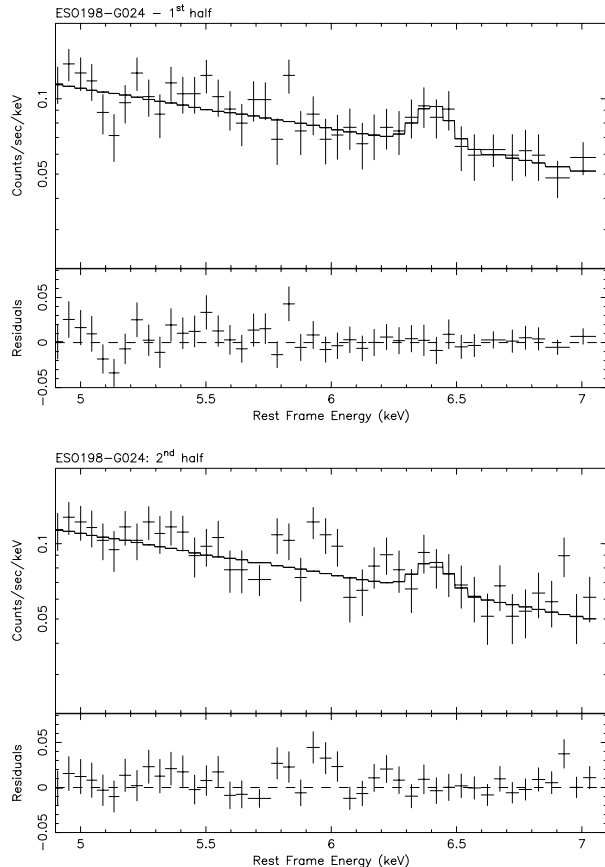 ESO198-G024 - 1st half
Counts/sec/keV
0.1
0.05
Residuals
0.05
0
-0.05
5 5.5 6 6.5 7
Rest Frame Energy (keV)
ESO198-G024: 2nd half
Counts/sec/keV
0.1
0.05
Residuals
0.05
0
-0.05
5 5.5 6 6.5 7
Rest Frame Energy (keV)